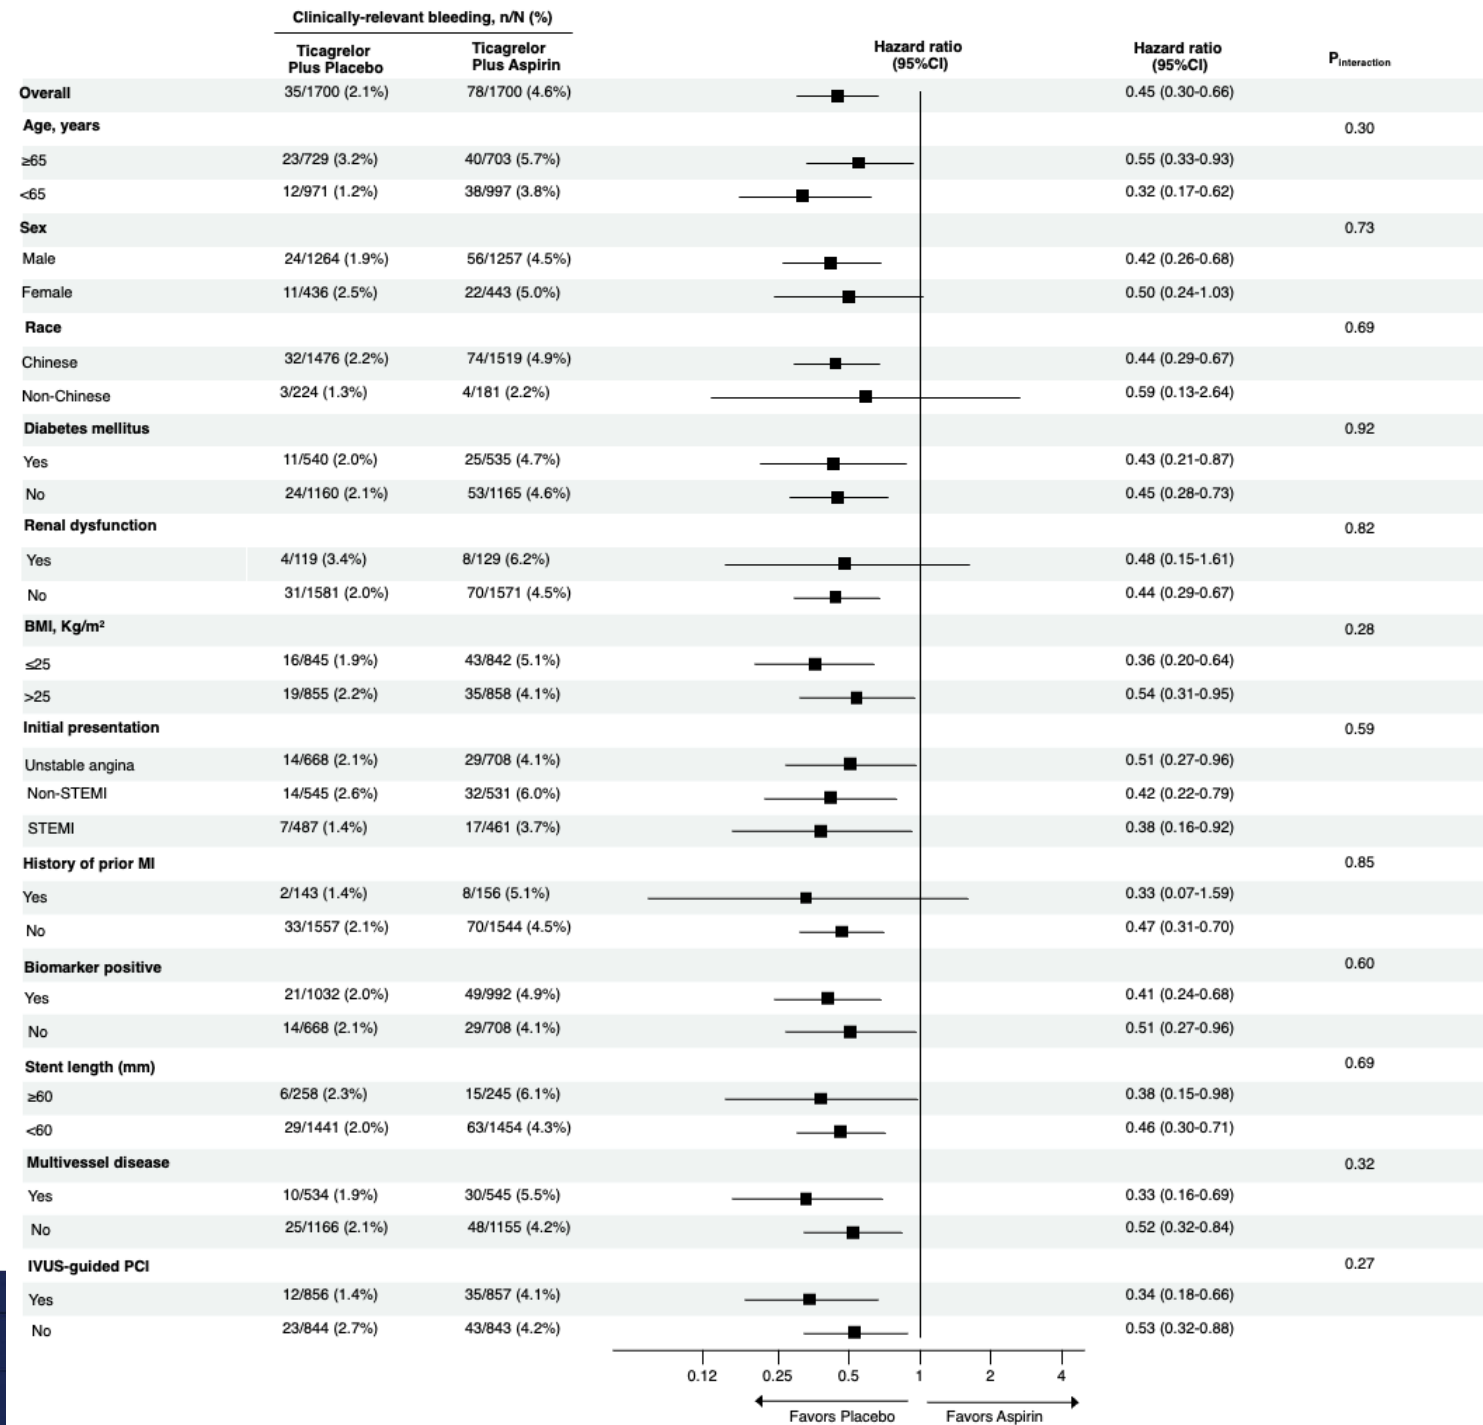 Clinically-relevant bleeding, n/N (%)
Ticagrelor Plus Placebo
Ticagrelor Plus Aspirin
Hazard ratio (95%CI)
Hazard ratio (95%CI)
Pinteraction
Overall 35/1700 (2.1%) 78/1700 (4.6%) 0.45 (0.30-0.66)
Age, years 0.30
≥65 23/729 (3.2%) 40/703 (5.7%) 0.55 (0.33-0.93)
<65 12/971 (1.2%) 38/997 (3.8%) 0.32 (0.17-0.62)
Sex 0.73
Male 24/1264 (1.9%) 56/1257 (4.5%) 0.42 (0.26-0.68)
Female 11/436 (2.5%) 22/443 (5.0%) 0.50 (0.24-1.03)
Race 0.69
Chinese 32/1476 (2.2%) 74/1519 (4.9%) 0.44 (0.29-0.67)
Non-Chinese 3/224 (1.3%) 4/181 (2.2%) 0.59 (0.13-2.64)
Diabetes mellitus 0.92
Yes 11/540 (2.0%) 25/535 (4.7%) 0.43 (0.21-0.87)
No 24/1160 (2.1%) 53/1165 (4.6%) 0.45 (0.28-0.73)
Renal dysfunction 0.82
Yes 4/119 (3.4%) 8/129 (6.2%) 0.48 (0.15-1.61)
No 31/1581 (2.0%) 70/1571 (4.5%) 0.44 (0.29-0.67)
BMI, Kg/m² 0.28
≤25 16/845 (1.9%) 43/842 (5.1%) 0.36 (0.20-0.64)
>25 19/855 (2.2%) 35/858 (4.1%) 0.54 (0.31-0.95)
Initial presentation 0.59
Unstable angina 14/668 (2.1%) 29/708 (4.1%) 0.51 (0.27-0.96)
Non-STEMI 14/545 (2.6%) 32/531 (6.0%) 0.42 (0.22-0.79)
STEMI 7/487 (1.4%) 17/461 (3.7%) 0.38 (0.16-0.92)
History of prior MI 0.85
Yes 2/143 (1.4%) 8/156 (5.1%) 0.33 (0.07-1.59)
No 33/1557 (2.1%) 70/1544 (4.5%) 0.47 (0.31-0.70)
Biomarker positive 0.60
Yes 21/1032 (2.0%) 49/992 (4.9%) 0.41 (0.24-0.68)
No 14/668 (2.1%) 29/708 (4.1%) 0.51 (0.27-0.96)
Stent length (mm) 0.69
≥60 6/258 (2.3%) 15/245 (6.1%) 0.38 (0.15-0.98)
<60 29/1441 (2.0%) 63/1454 (4.3%) 0.46 (0.30-0.71)
Multivessel disease 0.32
Yes 10/534 (1.9%) 30/545 (5.5%) 0.33 (0.16-0.69)
No 25/1166 (2.1%) 48/1155 (4.2%) 0.52 (0.32-0.84)
IVUS-guided PCI 0.27
Yes 12/856 (1.4%) 35/857 (4.1%) 0.34 (0.18-0.66)
No 23/844 (2.7%) 43/843 (4.2%) 0.53 (0.32-0.88)
0.12 0.25 0.5 1 2 4
Favors Placebo Favors Aspirin